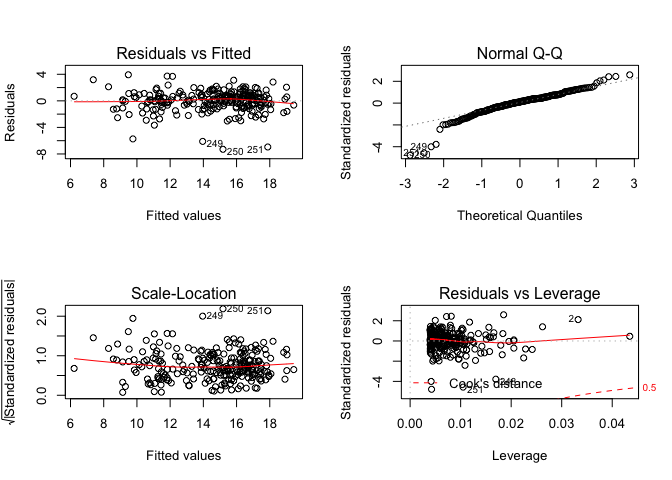 Residuals vs Fitted
Residuals
4
0
-4
-8
249
250
251
6 8 10 12 14 16 18
Fitted values
Normal Q-Q
Standardized residuals
2
0
-4
249
250
-3 -2 -1 0 1 2 3
Theoretical Quantiles
Scale-Location
√|Standardized residuals|
2.0
1.0
0.0
249
250
251
6 8 10 12 14 16 18
Fitted values
Residuals vs Leverage
Standardized residuals
2
0
-4
2
Cook's distance
251
0.5
0.00 0.01 0.02 0.03 0.04
Leverage